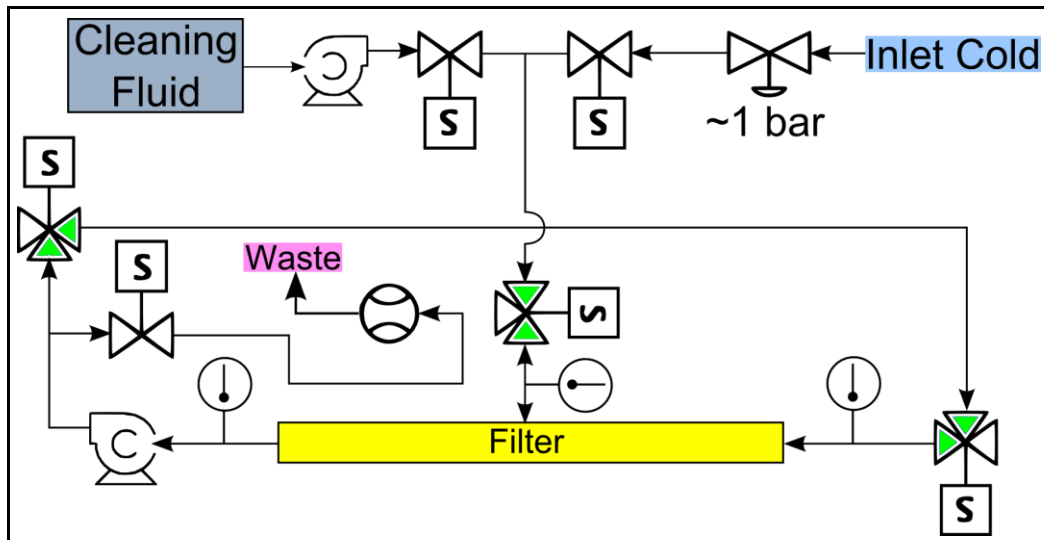 Cleaning
Fluid
Inlet Cold
S
S
~1 bar
S
S
Waste
S
Filter
S